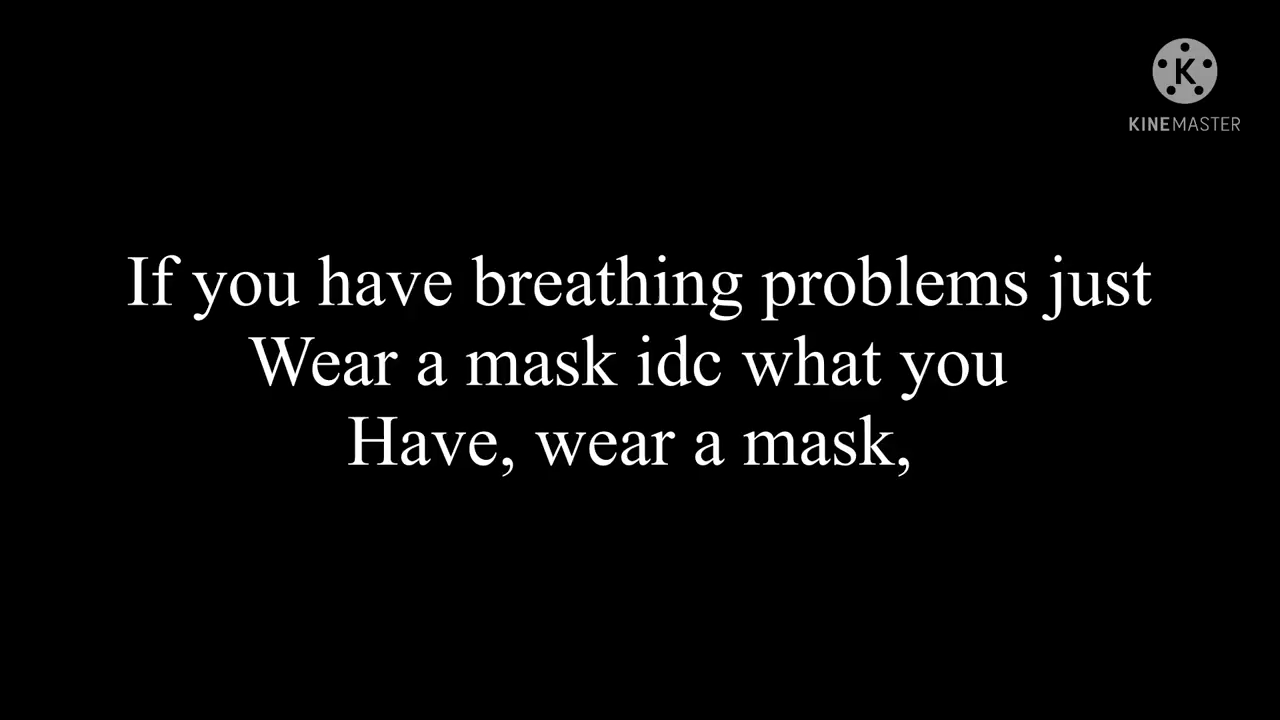 K
KINEMASTER
If you have breathing problems just
Wear a mask idc what you
Have, wear a mask,